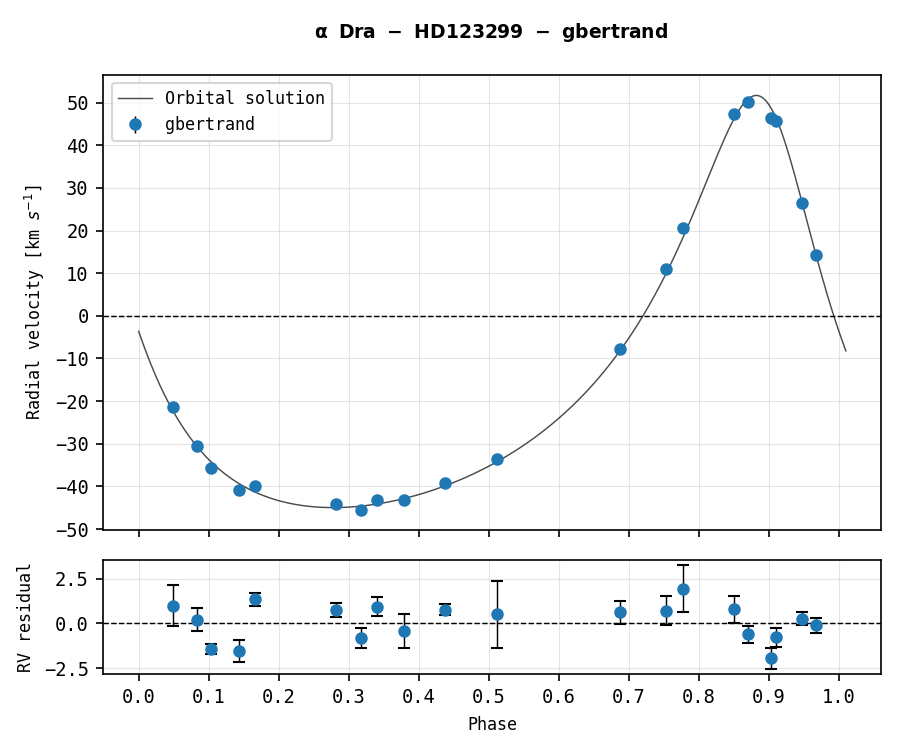 α Dra − HD123299 − gbertrand
Orbital solution
gbertrand
Radial velocity [km s⁻¹]
50
40
30
20
10
0
−10
−20
−30
−40
−50
RV residual
2.5
0.0
−2.5
0.0 0.1 0.2 0.3 0.4 0.5 0.6 0.7 0.8 0.9 1.0
Phase